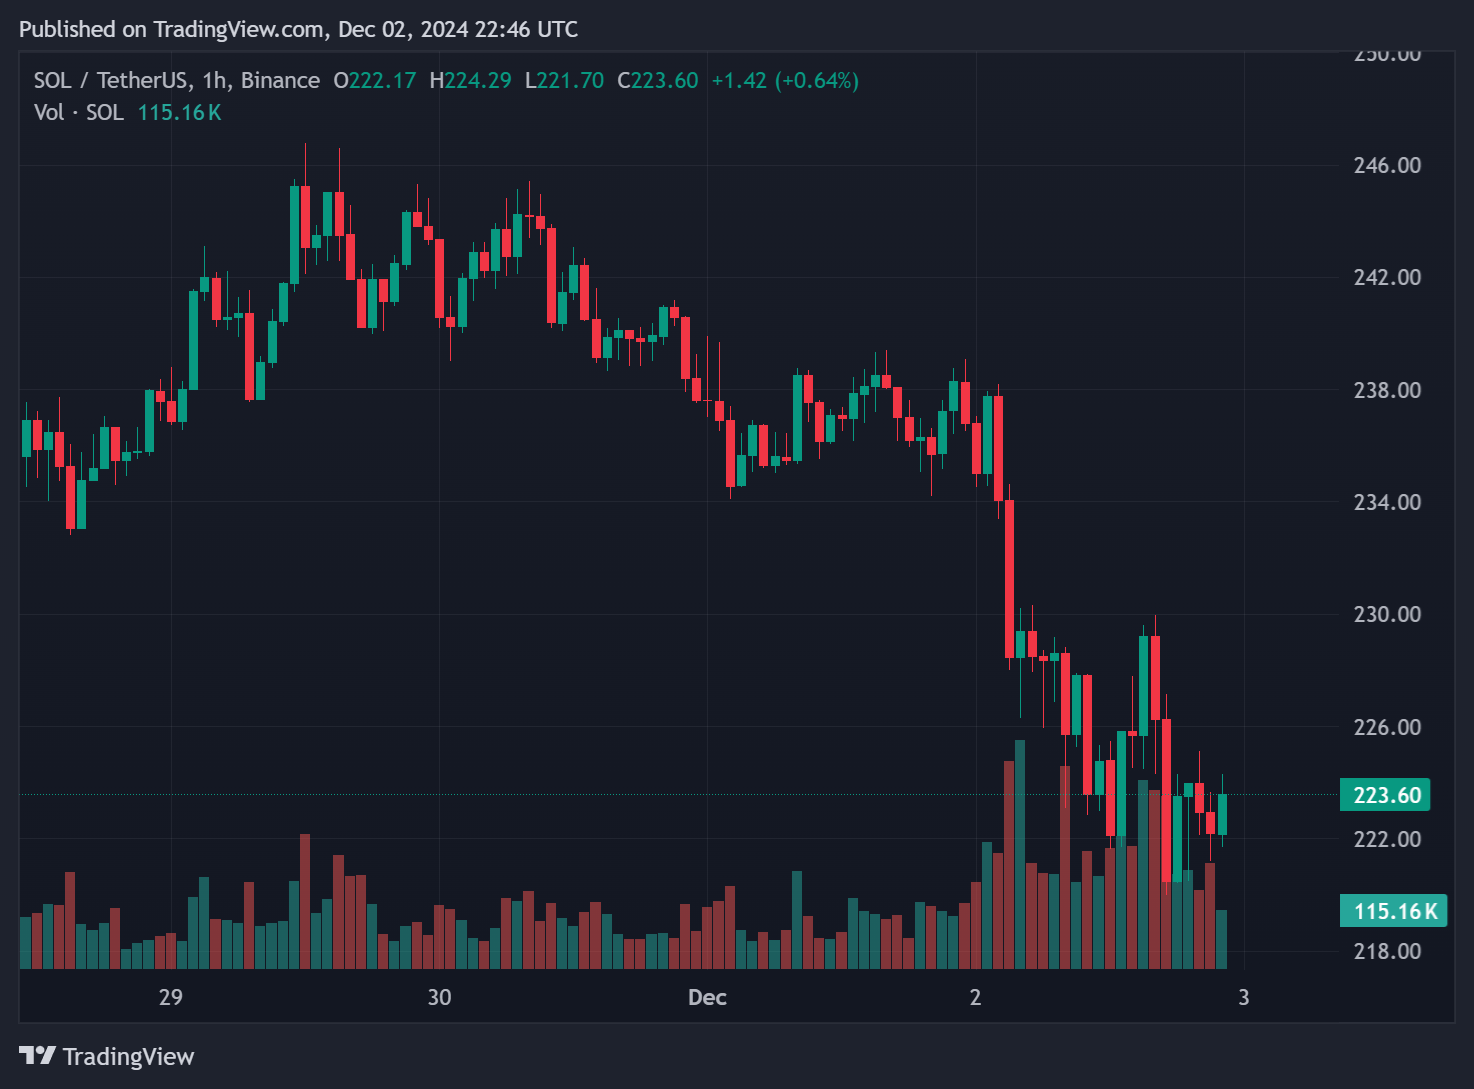 Published on TradingView.com, Dec 02, 2024 22:46 UTC
SOL / TetherUS, 1h, Binance O222.17 H224.29 L221.70 C223.60 +1.42 (+0.64%)
Vol · SOL 115.16K
250.00
246.00
242.00
238.00
234.00
230.00
226.00
223.60
222.00
115.16K
218.00
29 30 Dec 2 3
TradingView